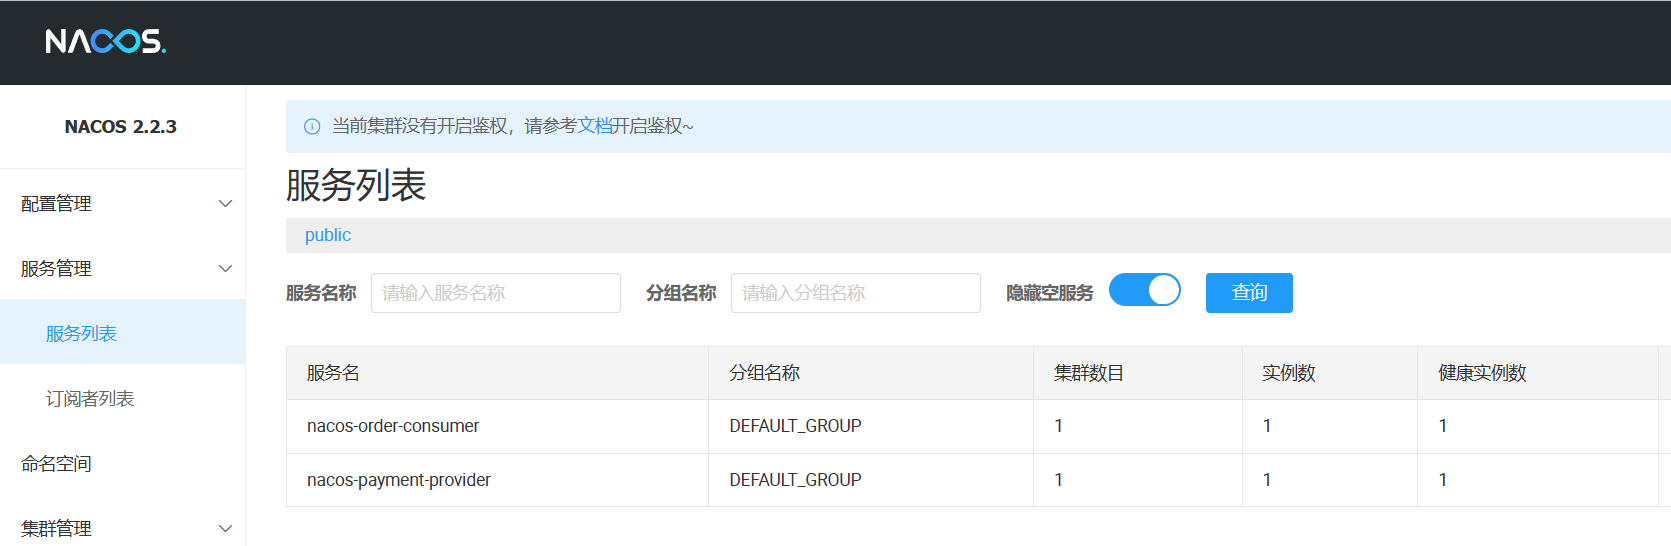 NACOS.
NACOS 2.2.3
配置管理
服务管理
服务列表
订阅者列表
命名空间
集群管理
当前集群没有开启鉴权，请参考文档开启鉴权~
服务列表
public
服务名称 请输入服务名称 分组名称 请输入分组名称 隐藏空服务 查询
服务名 分组名称 集群数目 实例数 健康实例数
nacos-order-consumer DEFAULT_GROUP 1 1 1
nacos-payment-provider DEFAULT_GROUP 1 1 1